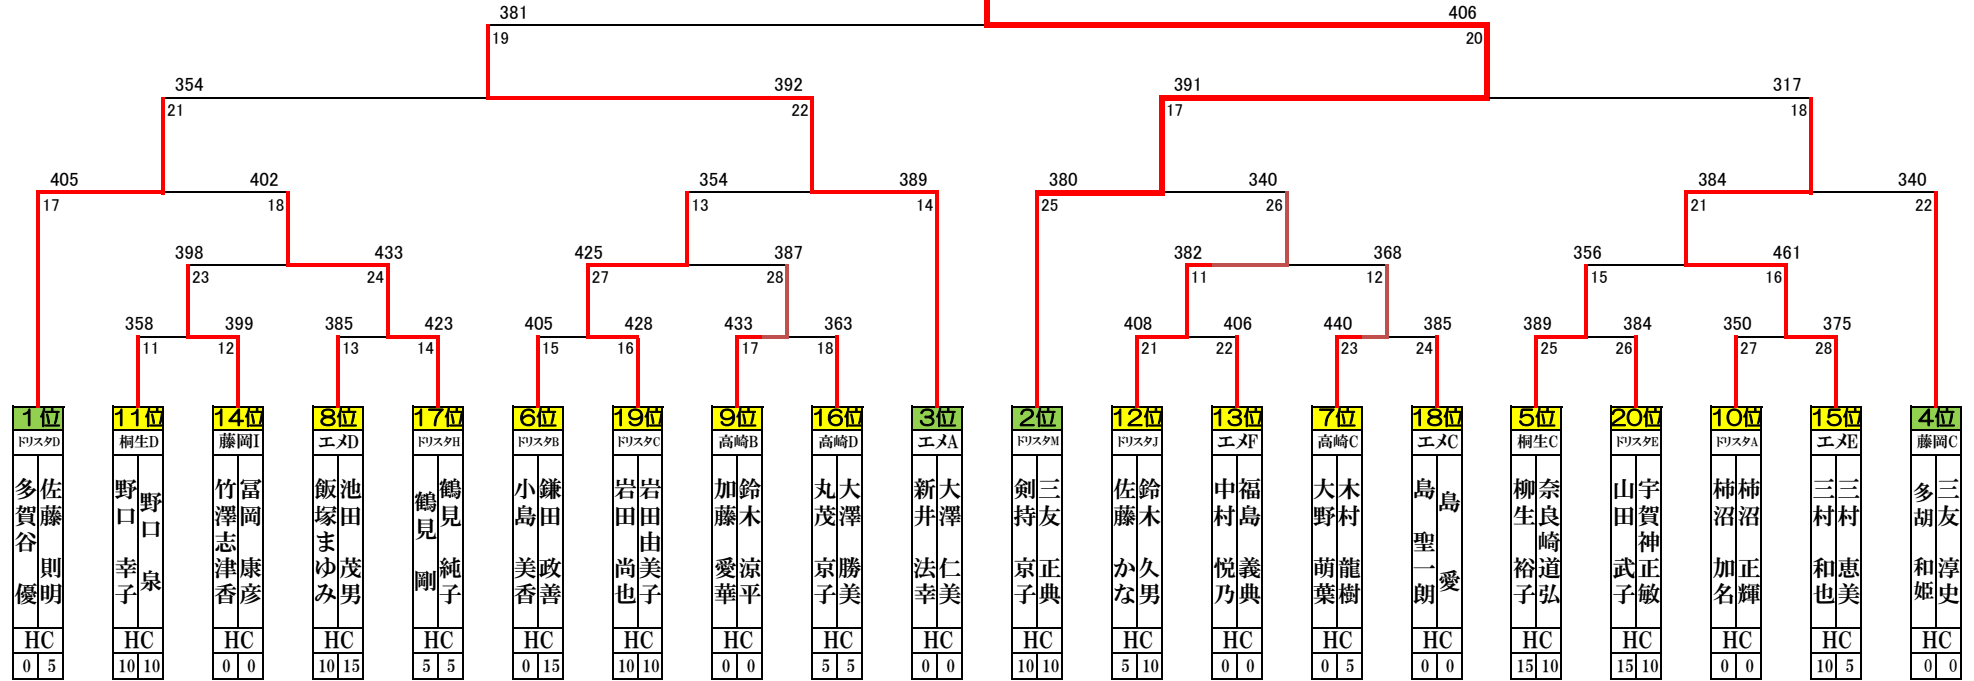 381 406
19 20
354 392 391 317
21 22 17 18
405 402 354 389 380 340 384 340
17 18 13 14 25 26 21 22
398 433 425 387 382 368 356 461
23 24 27 28 11 12 15 16
358 399 385 423 405 428 433 363 408 406 440 385 389 384 350 375
11 12 13 14 15 16 17 18 21 22 23 24 25 26 27 28
1位 11位 14位 8位 17位 6位 19位 9位 16位 3位 2位 12位 13位 7位 18位 5位 20位 10位 15位 4位
ドリスタD 桐生D 藤岡I エメD ドリスタH ドリスタB ドリスタC 高崎B 高崎D エメA ドリスタM ドリスタJ エメF 高崎C エメC 桐生C ドリスタE ドリスタA エメE 藤岡C
多賀谷 優
佐藤 則明
野口 幸子
野口 泉
竹澤志津香
冨岡 康彦
飯塚まゆみ
池田 茂男
鶴見 剛
鶴見 純子
小島 美香
鎌田 政善
岩田 尚也
岩田由美子
加藤 愛華
鈴木 涼平
丸茂 京子
大澤 勝美
新井 法幸
大澤 仁美
剣持 京子
三友 正典
佐藤 かな
鈴木 久男
中村 悦乃
福島 義典
大野 萌葉
木村 龍樹
島 聖一朗
島 愛
柳生 裕子
奈良崎道弘
山田 武子
宇賀神正敏
柿沼 加名
柿沼 正輝
三村 和也
三村 恵美
多胡 和姫
三友 淳史
HC HC HC HC HC HC HC HC HC HC HC HC HC HC HC HC HC HC HC HC
0 5 10 10 0 0 10 15 5 5 0 15 10 10 0 0 5 5 0 0 10 10 5 10 0 0 0 5 0 0 15 10 15 10 0 0 10 5 0 0